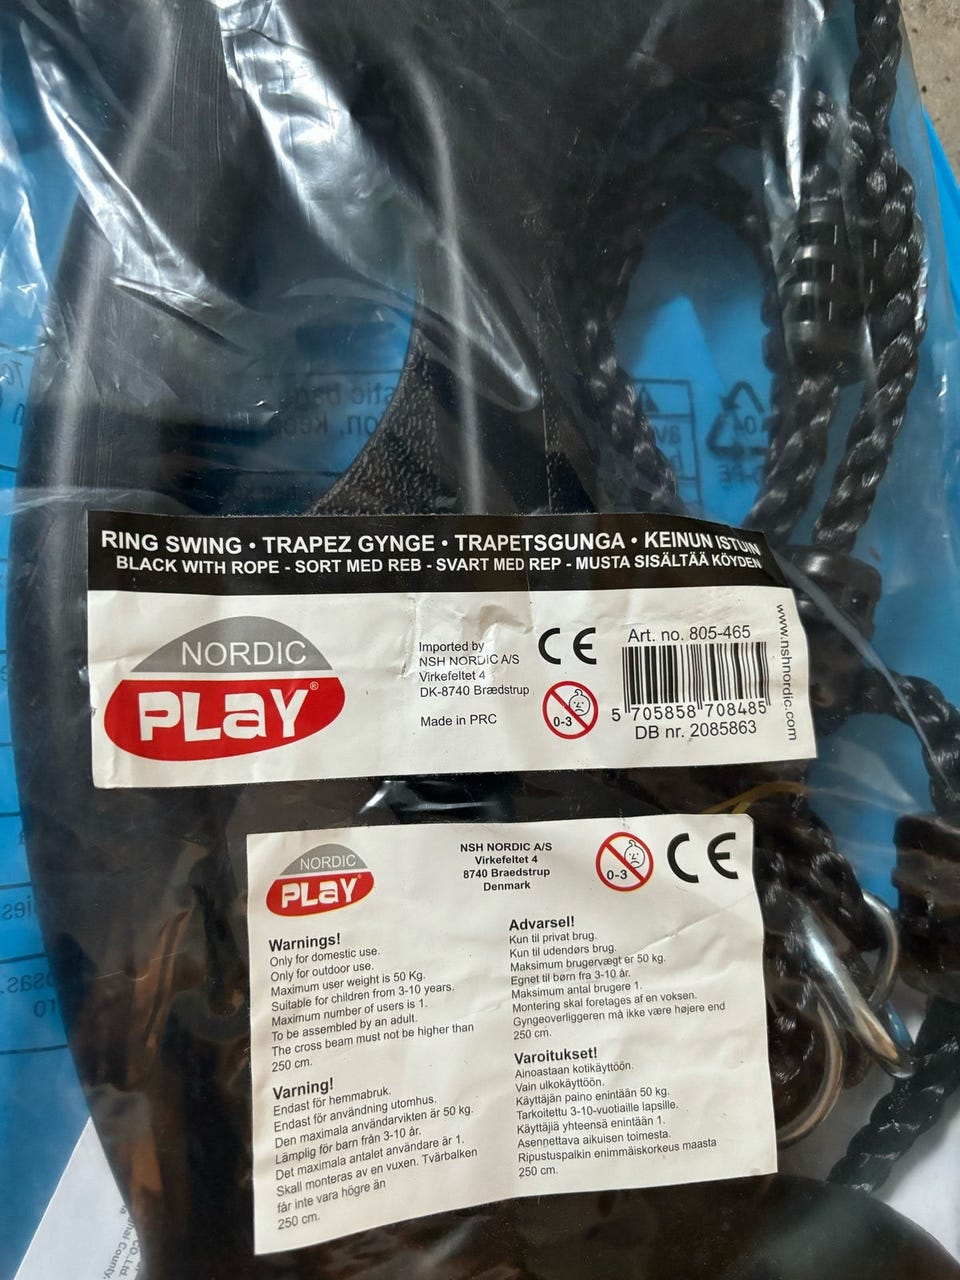 RING SWING • TRAPEZ GYNGE • TRAPETSGUNGA • KEINUN ISTUIN
BLACK WITH ROPE - SORT MED REB - SVART MED REP - MUSTA SISÄLTÄÄ KÖYDEN
NORDIC
PLAY®
Imported by
NSH NORDIC A/S
Virkefeltet 4
DK-8740 Brædstrup
Made in PRC
CE
0-3
Art. no. 805-465
5 705858 708485
DB nr. 2085863
www.nshnordic.com
NORDIC
PLAY®
NSH NORDIC A/S
Virkefeltet 4
8740 Braedstrup
Denmark
0-3
CE
Warnings!
Only for domestic use.
Only for outdoor use.
Maximum user weight is 50 Kg.
Suitable for children from 3-10 years.
Maximum number of users is 1.
To be assembled by an adult.
The cross beam must not be higher than
250 cm.
Varning!
Endast för hemmabruk.
Endast för användning utomhus.
Den maximala användarvikten är 50 kg.
Lämplig för barn från 3-10 år.
Det maximala antalet användare är 1.
Skall monteras av en vuxen. Tvärbalken
får inte vara högre än
250 cm.
Advarsel!
Kun til privat brug.
Kun til udendørs brug.
Maksimum brugervægt er 50 kg.
Egnet til børn fra 3-10 år.
Maksimum antal brugere 1.
Montering skal foretages af en voksen.
Gyngeoverliggeren må ikke være højere end
250 cm.
Varoitukset!
Ainoastaan kotikäyttöön.
Vain ulkokäyttöön.
Käyttäjän paino enintään 50 kg.
Tarkoitettu 3-10-vuotiaille lapsille.
Käyttäjiä yhteensä enintään 1.
Asennettava aikuisen toimesta.
Ripustuspalkin enimmäiskorkeus maasta
250 cm.
CO., Ltd.
County.